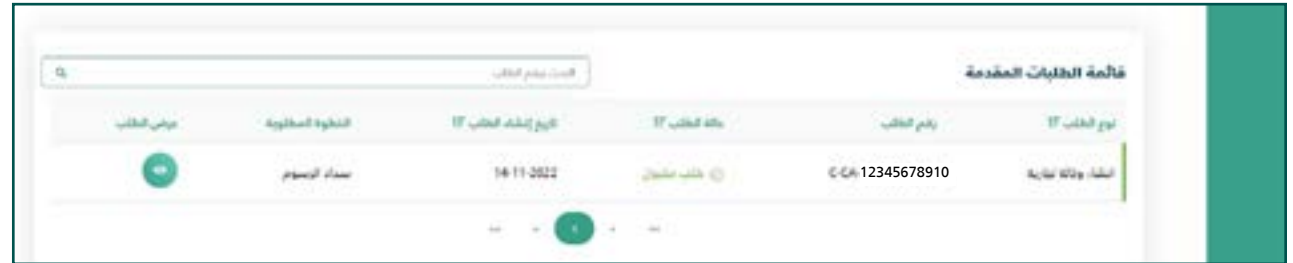 قائمة الطلبات المقدمة
البحث برقم الطلب
نوع الطلب رقم الطلب حالة الطلب تاريخ إنشاء الطلب الخطوة المطلوبة عرض الطلب
انشاء وكالة تجارية C-CA-12345678910 طلب مقبول 14-11-2022 سداد الرسوم